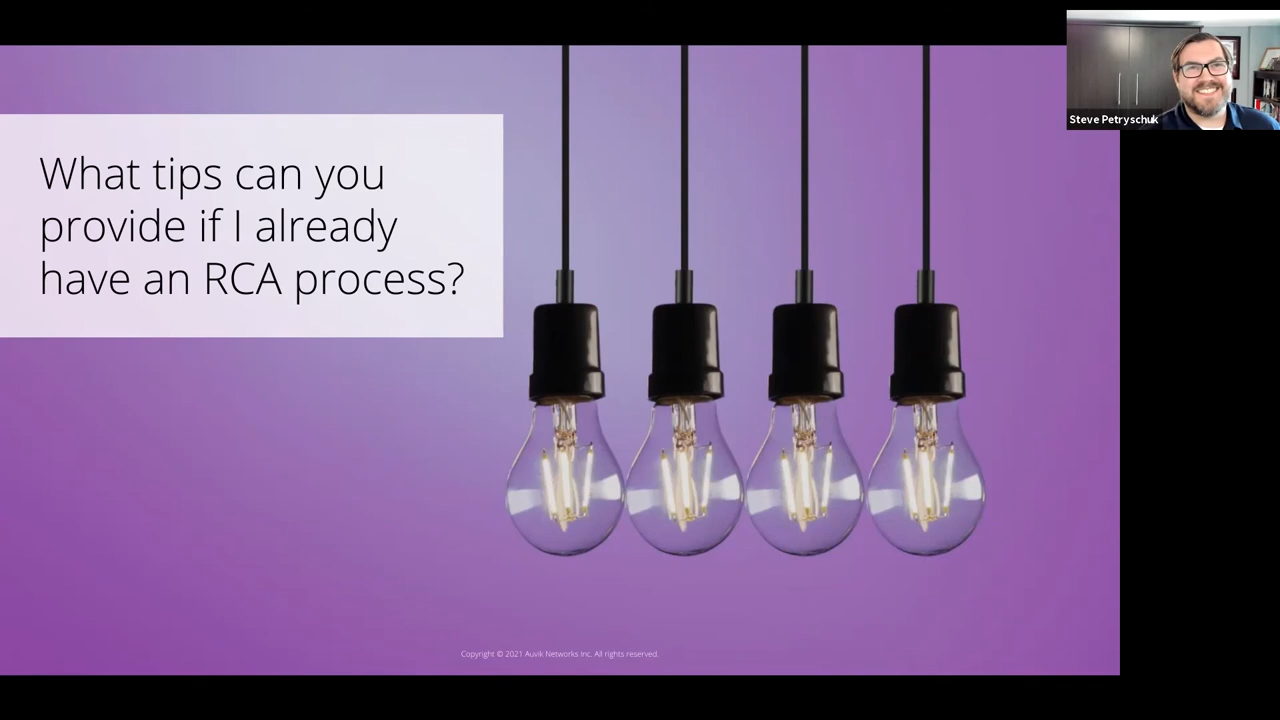 What tips can you
provide if I already
have an RCA process?
Steve Petryschuk
Copyright © 2021 Auvik Networks Inc. All rights reserved.